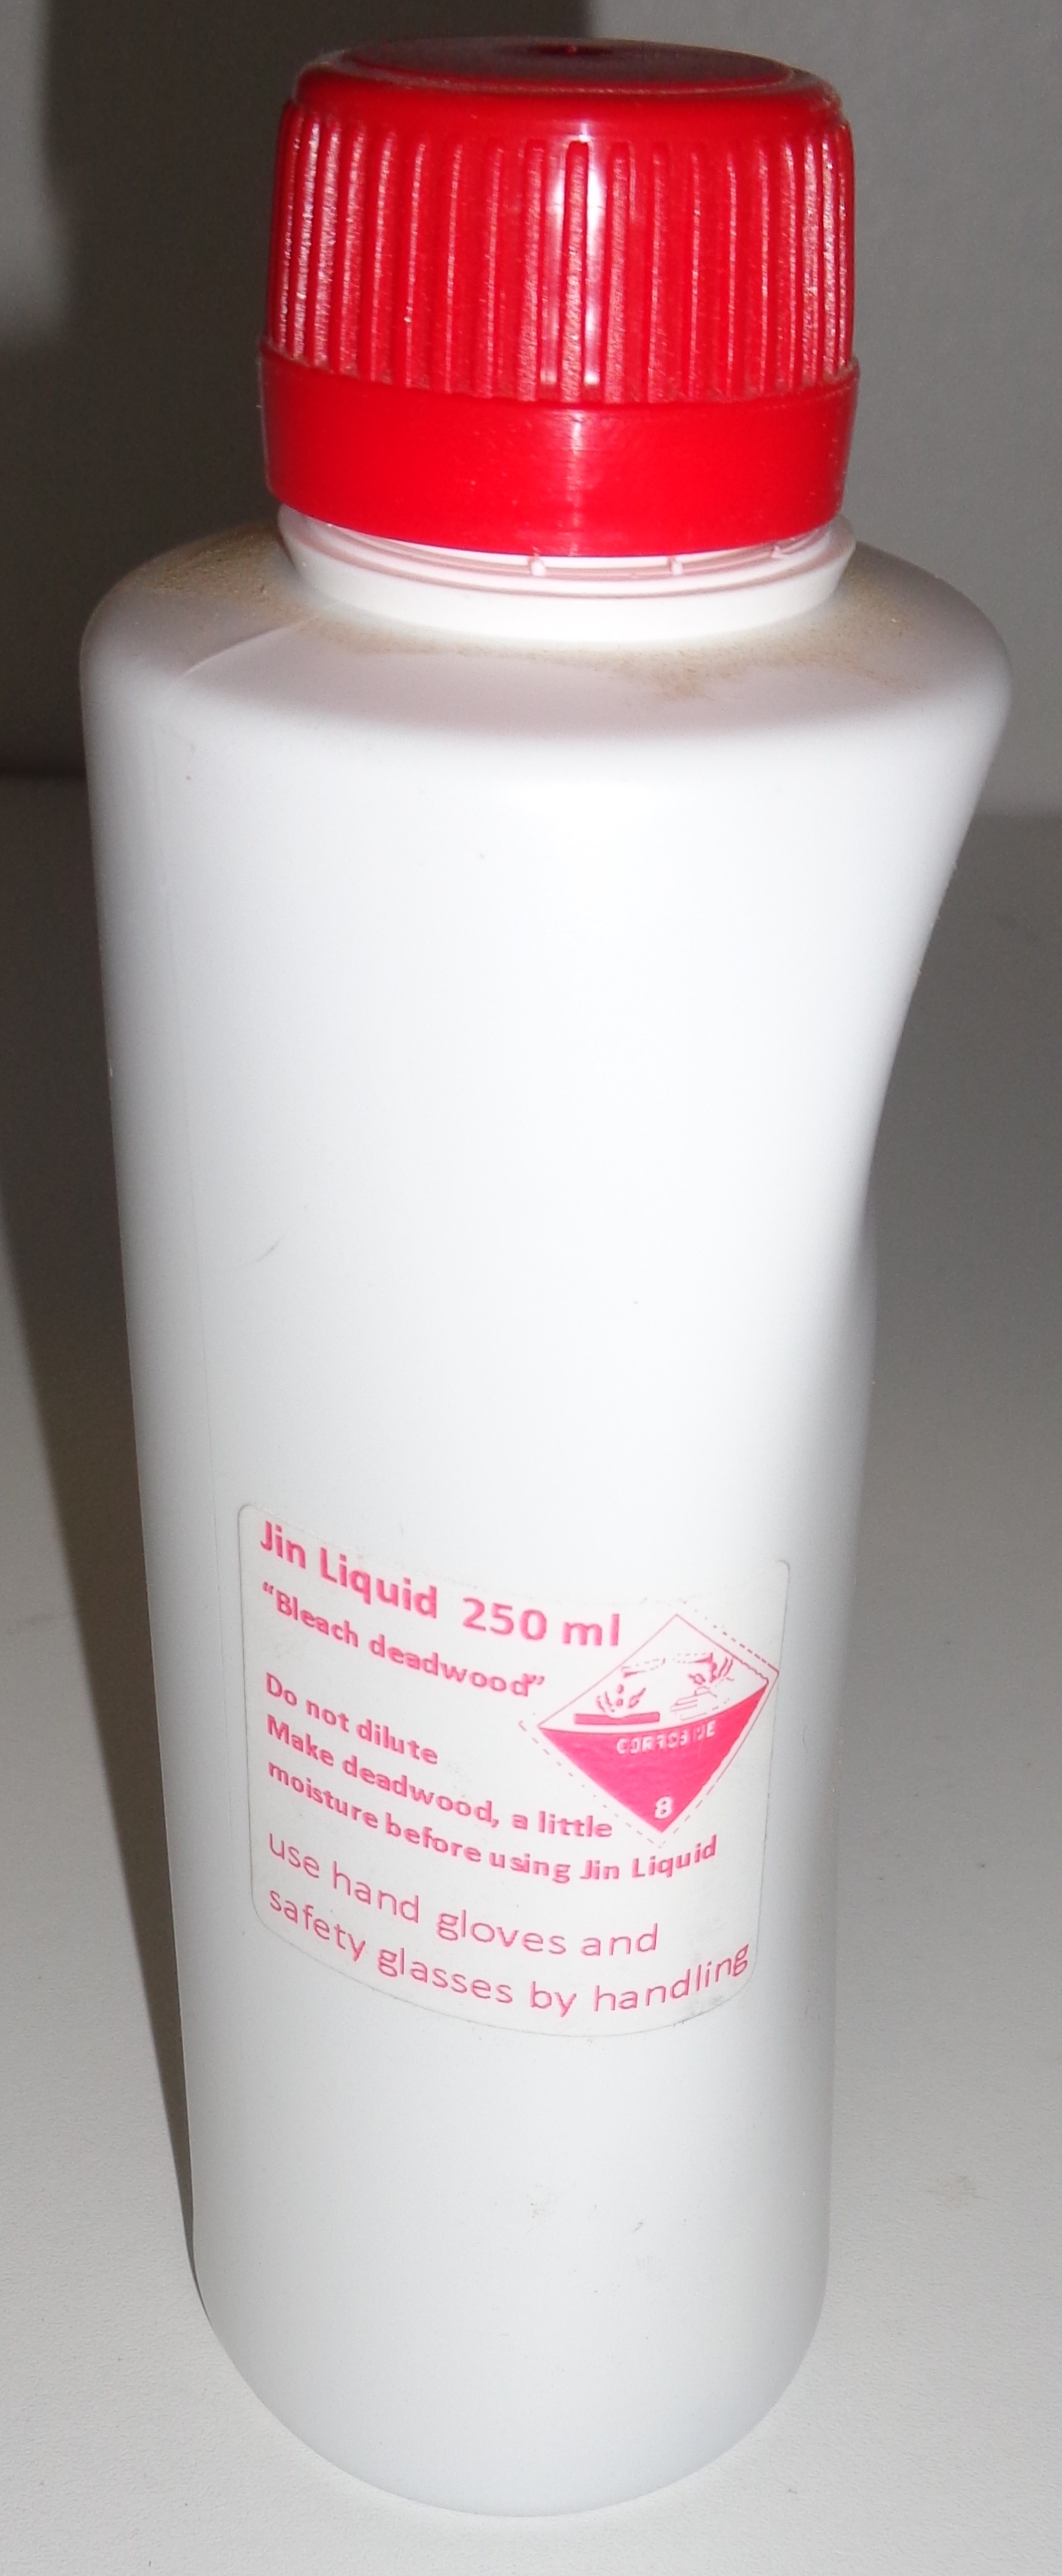 Jin Liquid 250 ml
“Bleach deadwood”
Do not dilute
Make deadwood, a little
moisture before using Jin Liquid
use hand gloves and
safety glasses by handling
CORROSIVE
8